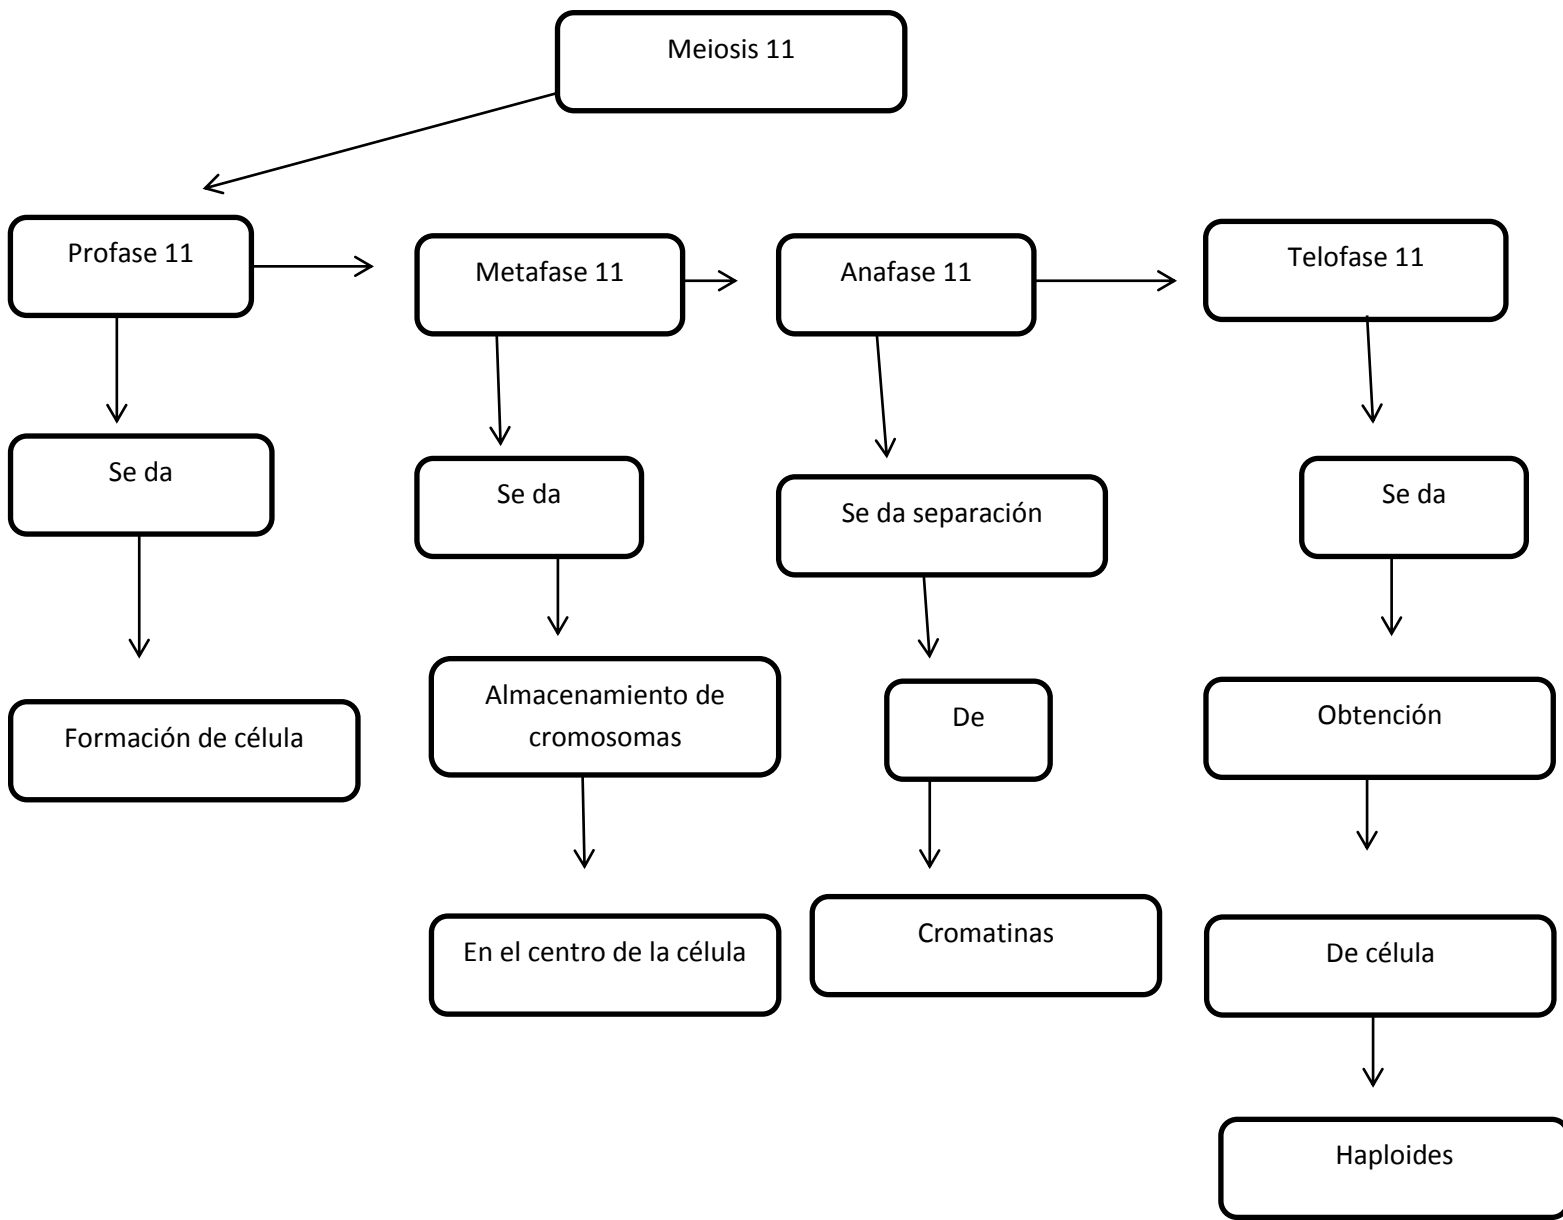 Meiosis 11
Profase 11
Metafase 11
Anafase 11
Telofase 11
Se da
Se da
Se da separación
Se da
Formación de célula
Almacenamiento de
cromosomas
De
Obtención
En el centro de la célula
Cromatinas
De célula
Haploides